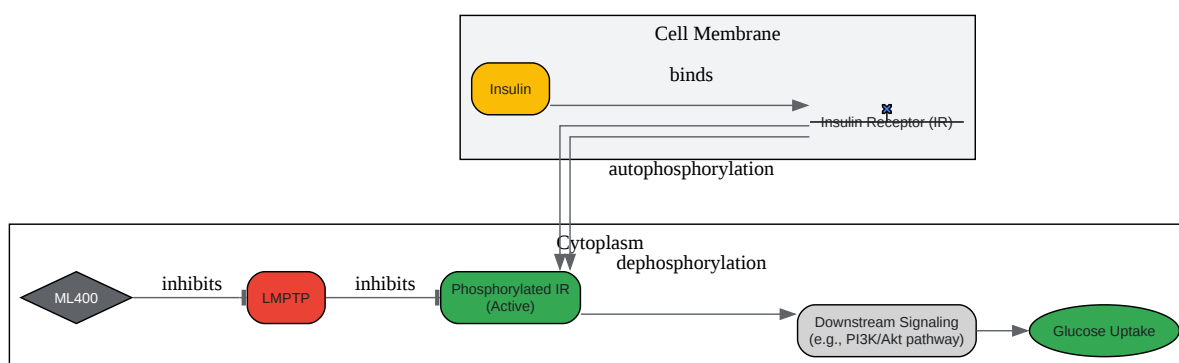 Cell Membrane
binds
Insulin
Insulin Receptor (IR)
autophosphorylation
Cytoplasm
dephosphorylation
ML400
inhibits
LMPTP
inhibits
Phosphorylated IR
(Active)
Downstream Signaling
(e.g., PI3K/Akt pathway)
Glucose Uptake